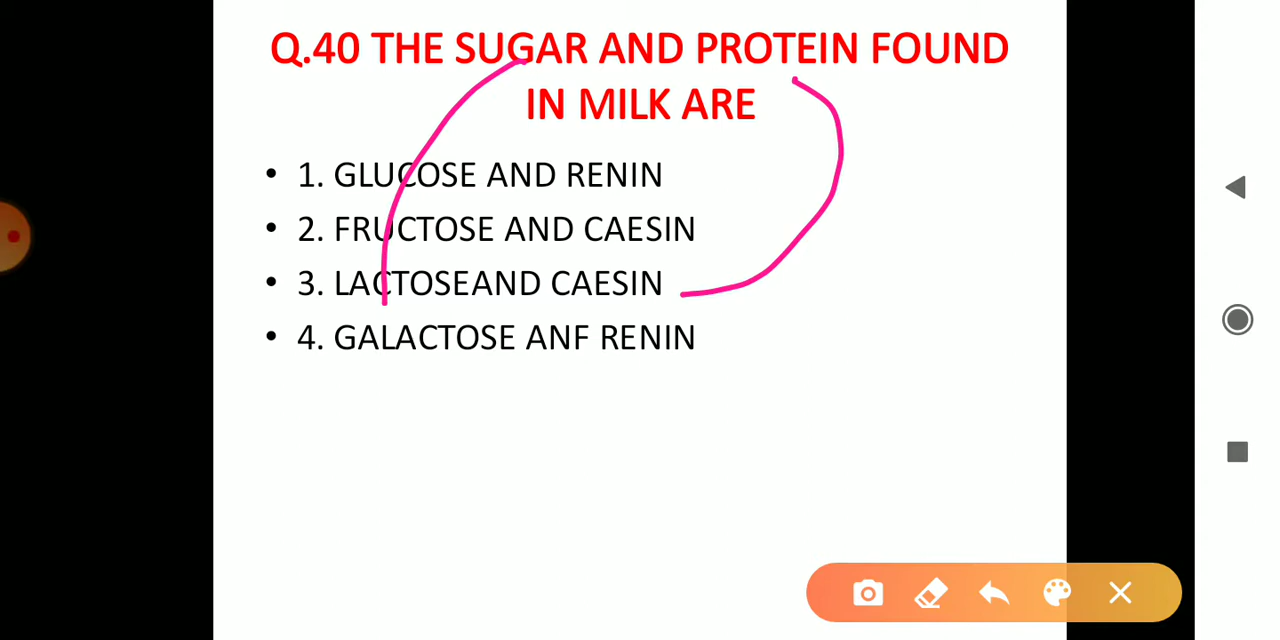 Q.40 THE SUGAR AND PROTEIN FOUND
IN MILK ARE
• 1. GLUCOSE AND RENIN
• 2. FRUCTOSE AND CAESIN
• 3. LACTOSEAND CAESIN
• 4. GALACTOSE ANF RENIN